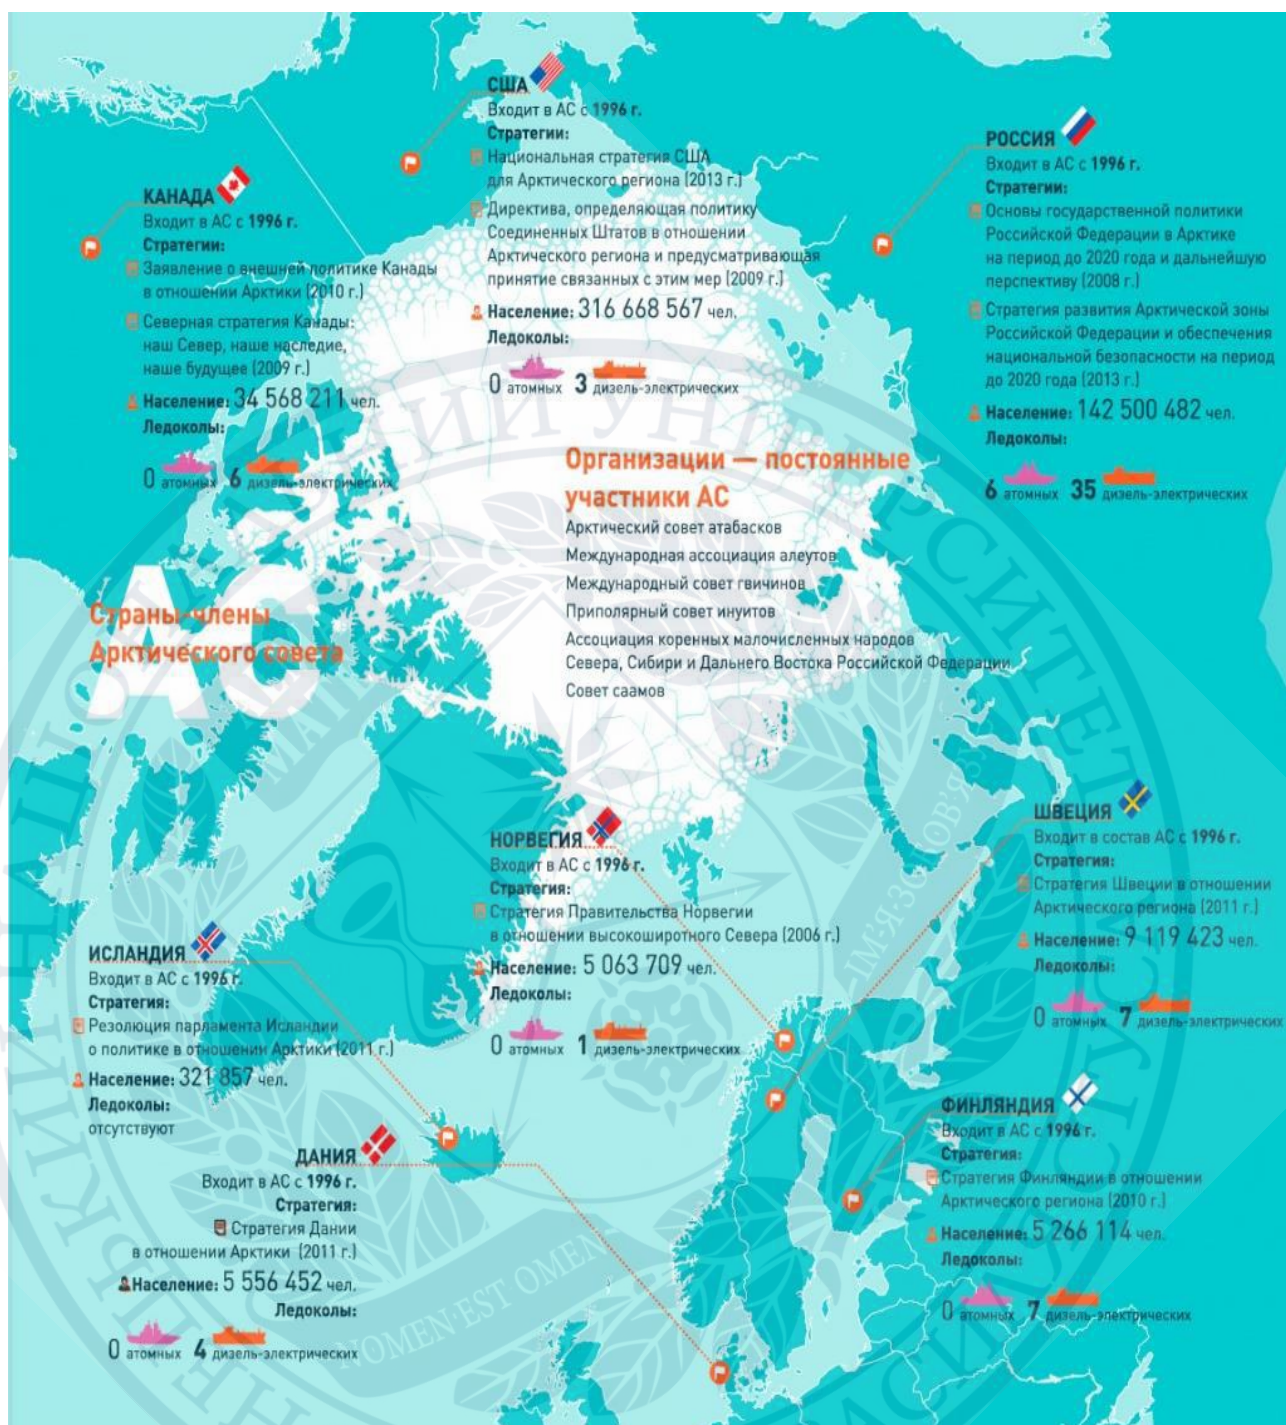 США
Входит в АС с 1996 г.
Стратегии:
Национальная стратегия США
для Арктического региона (2013 г.)
Директива, определяющая политику
Соединенных Штатов в отношении
Арктического региона и предусматривающая
принятие связанных с этим мер (2009 г.)
Население: 316 668 567 чел.
Ледоколы:
0 атомных 3 дизель-электрических
РОССИЯ
Входит в АС с 1996 г.
Стратегии:
Основы государственной политики
Российской Федерации в Арктике
на период до 2020 года и дальнейшую
перспективу (2008 г.)
Стратегия развития Арктической зоны
Российской Федерации и обеспечения
национальной безопасности на период
до 2020 года (2013 г.)
Население: 142 500 482 чел.
Ледоколы:
6 атомных 35 дизель-электрических
КАНАДА
Входит в АС с 1996 г.
Стратегии:
Заявление о внешней политике Канады
в отношении Арктики (2010 г.)
Северная стратегия Канады:
наш Север, наше наследие,
наше будущее (2009 г.)
Население: 34 568 211 чел.
Ледоколы:
0 атомных 6 дизель-электрических
Организации — постоянные
участники АС
Арктический совет атабасков
Международная ассоциация алеутов
Международный совет гвичинов
Приполярный совет инуитов
Ассоциация коренных малочисленных народов
Севера, Сибири и Дальнего Востока Российской Федерации
Совет саамов
АС
Страны-члены
Арктического совета
НОРВЕГИЯ
Входит в АС с 1996 г.
Стратегия:
Стратегия Правительства Норвегии
в отношении высокоширотного Севера (2006 г.)
Население: 5 063 709 чел.
Ледоколы:
0 атомных 1 дизель-электрических
ШВЕЦИЯ
Входит в состав АС с 1996 г.
Стратегия:
Стратегия Швеции в отношении
Арктического региона (2011 г.)
Население: 9 119 423 чел.
Ледоколы:
0 атомных 7 дизель-электрических
ИСЛАНДИЯ
Входит в АС с 1996 г.
Стратегия:
Резолюция парламента Исландии
о политике в отношении Арктики (2011 г.)
Население: 321 857 чел.
Ледоколы:
отсутствуют
ДАНИЯ
Входит в АС с 1996 г.
Стратегия:
Стратегия Дании
в отношении Арктики (2011 г.)
Население: 5 556 452 чел.
Ледоколы:
0 атомных 4 дизель-электрических
ФИНЛЯНДИЯ
Входит в АС с 1996 г.
Стратегия:
Стратегия Финляндии в отношении
Арктического региона (2010 г.)
Население: 5 266 114 чел.
Ледоколы:
0 атомных 7 дизель-электрических
NOMEN EST OMEN